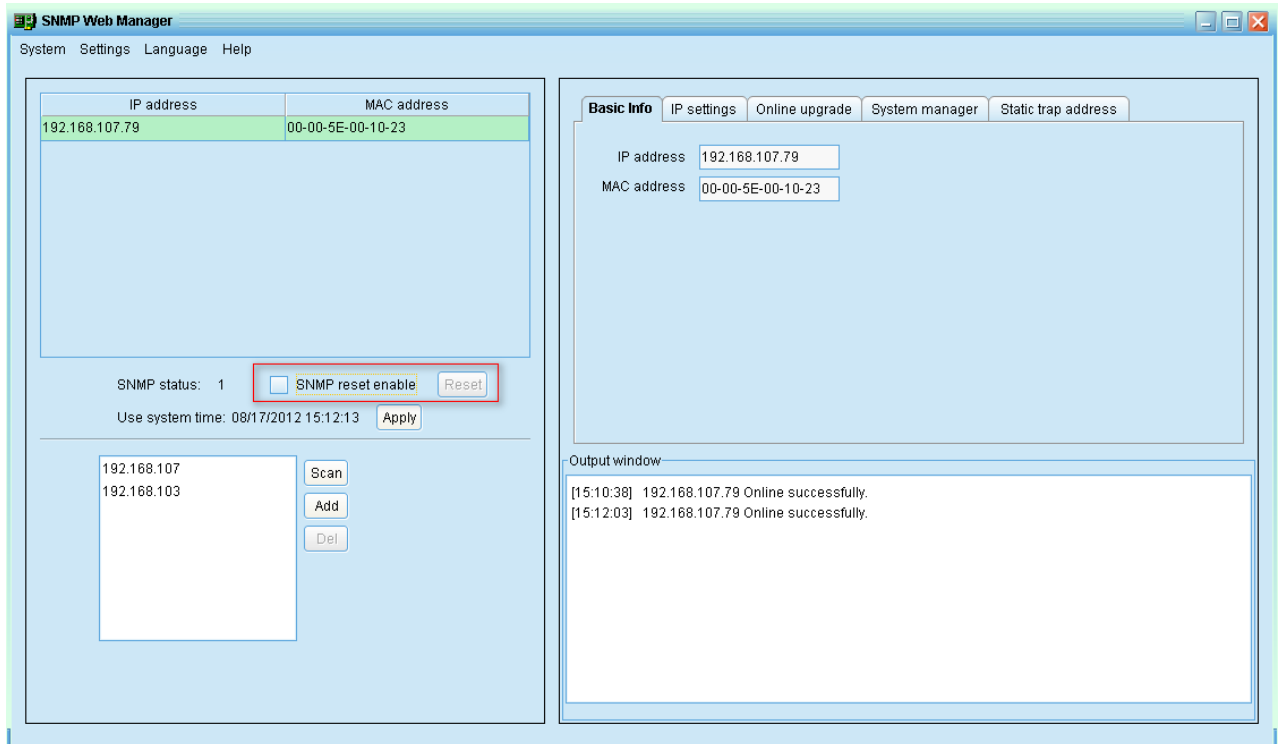 SNMP Web Manager
System Settings Language Help
IP address MAC address
192.168.107.79 00-00-5E-00-10-23
SNMP status: 1 SNMP reset enable Reset
Use system time: 08/17/2012 15:12:13 Apply
192.168.107
192.168.103
Scan
Add
Del
Basic Info IP settings Online upgrade System manager Static trap address
IP address 192.168.107.79
MAC address 00-00-5E-00-10-23
Output window
[15:10:38] 192.168.107.79 Online successfully.
[15:12:03] 192.168.107.79 Online successfully.